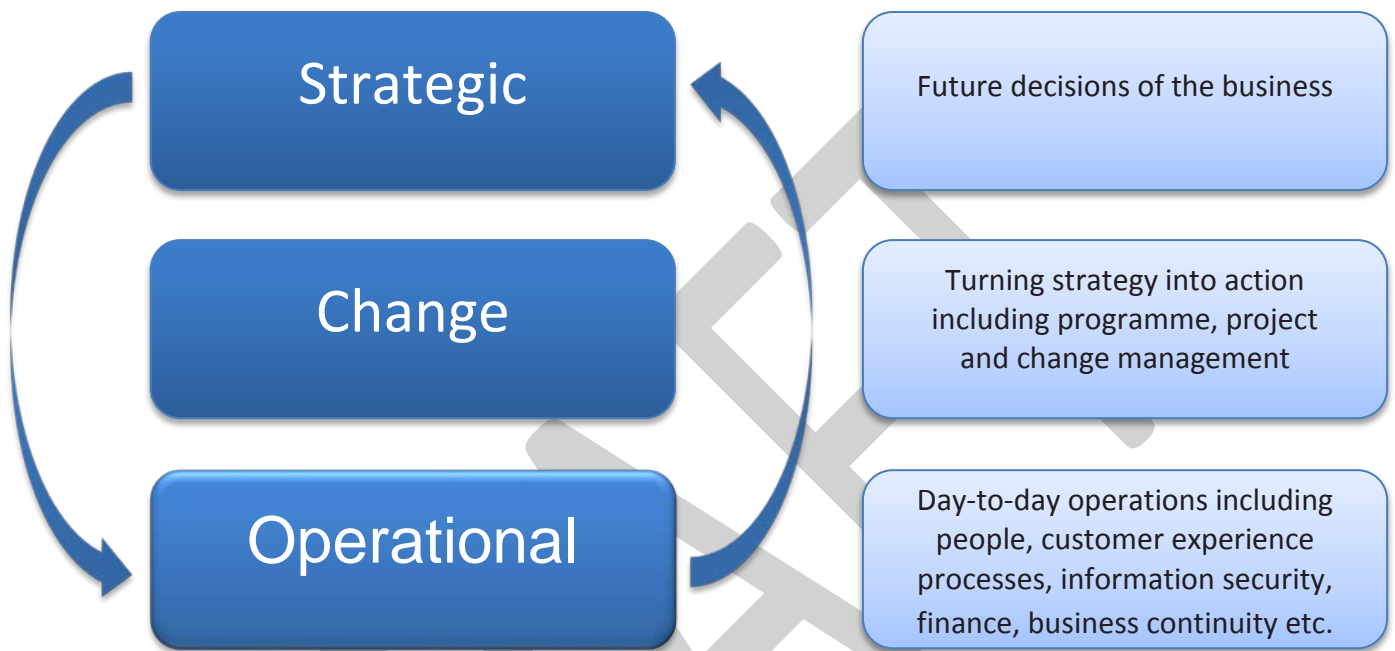 Strategic
Future decisions of the business
Change
Turning strategy into action
including programme, project
and change management
Operational
Day-to-day operations including
people, customer experience
processes, information security,
finance, business continuity etc.